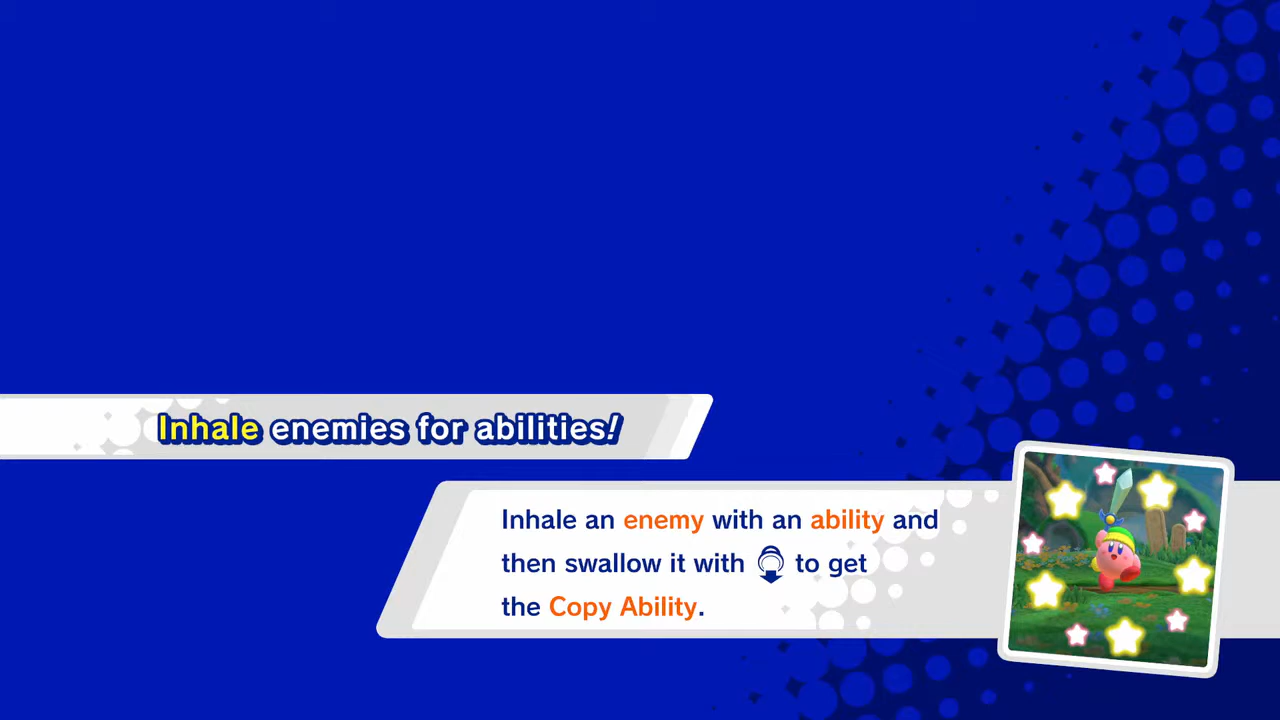 Inhale enemies for abilities!
Inhale an enemy with an ability and
then swallow it with to get
the Copy Ability.